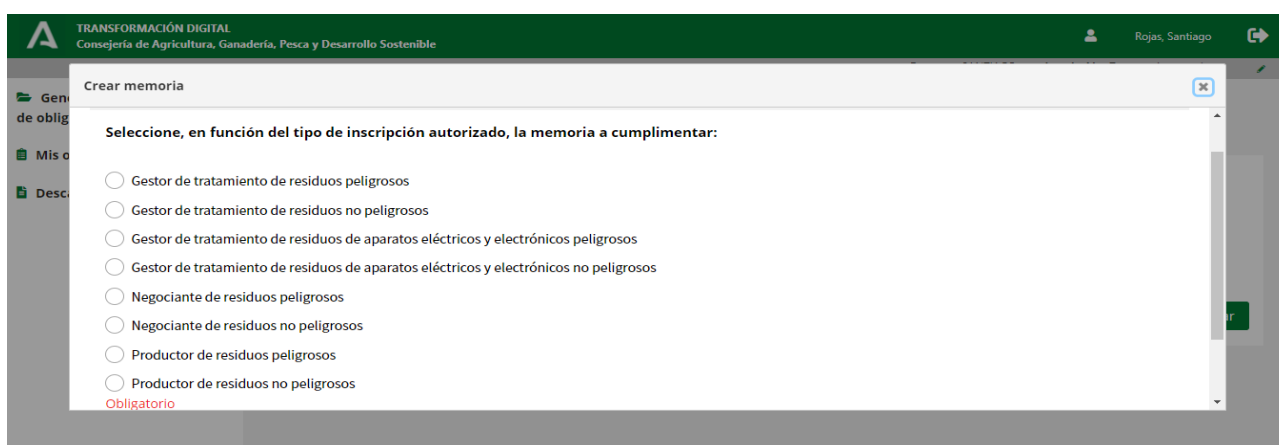 TRANSFORMACIÓN DIGITAL
Consejería de Agricultura, Ganadería, Pesca y Desarrollo Sostenible
Rojas, Santiago
Crear memoria
de oblig
Mis o
Desca
Seleccione, en función del tipo de inscripción autorizado, la memoria a cumplimentar:
Gestor de tratamiento de residuos peligrosos
Gestor de tratamiento de residuos no peligrosos
Gestor de tratamiento de residuos de aparatos eléctricos y electrónicos peligrosos
Gestor de tratamiento de residuos de aparatos eléctricos y electrónicos no peligrosos
Negociante de residuos peligrosos
Negociante de residuos no peligrosos
Productor de residuos peligrosos
Productor de residuos no peligrosos
Obligatorio